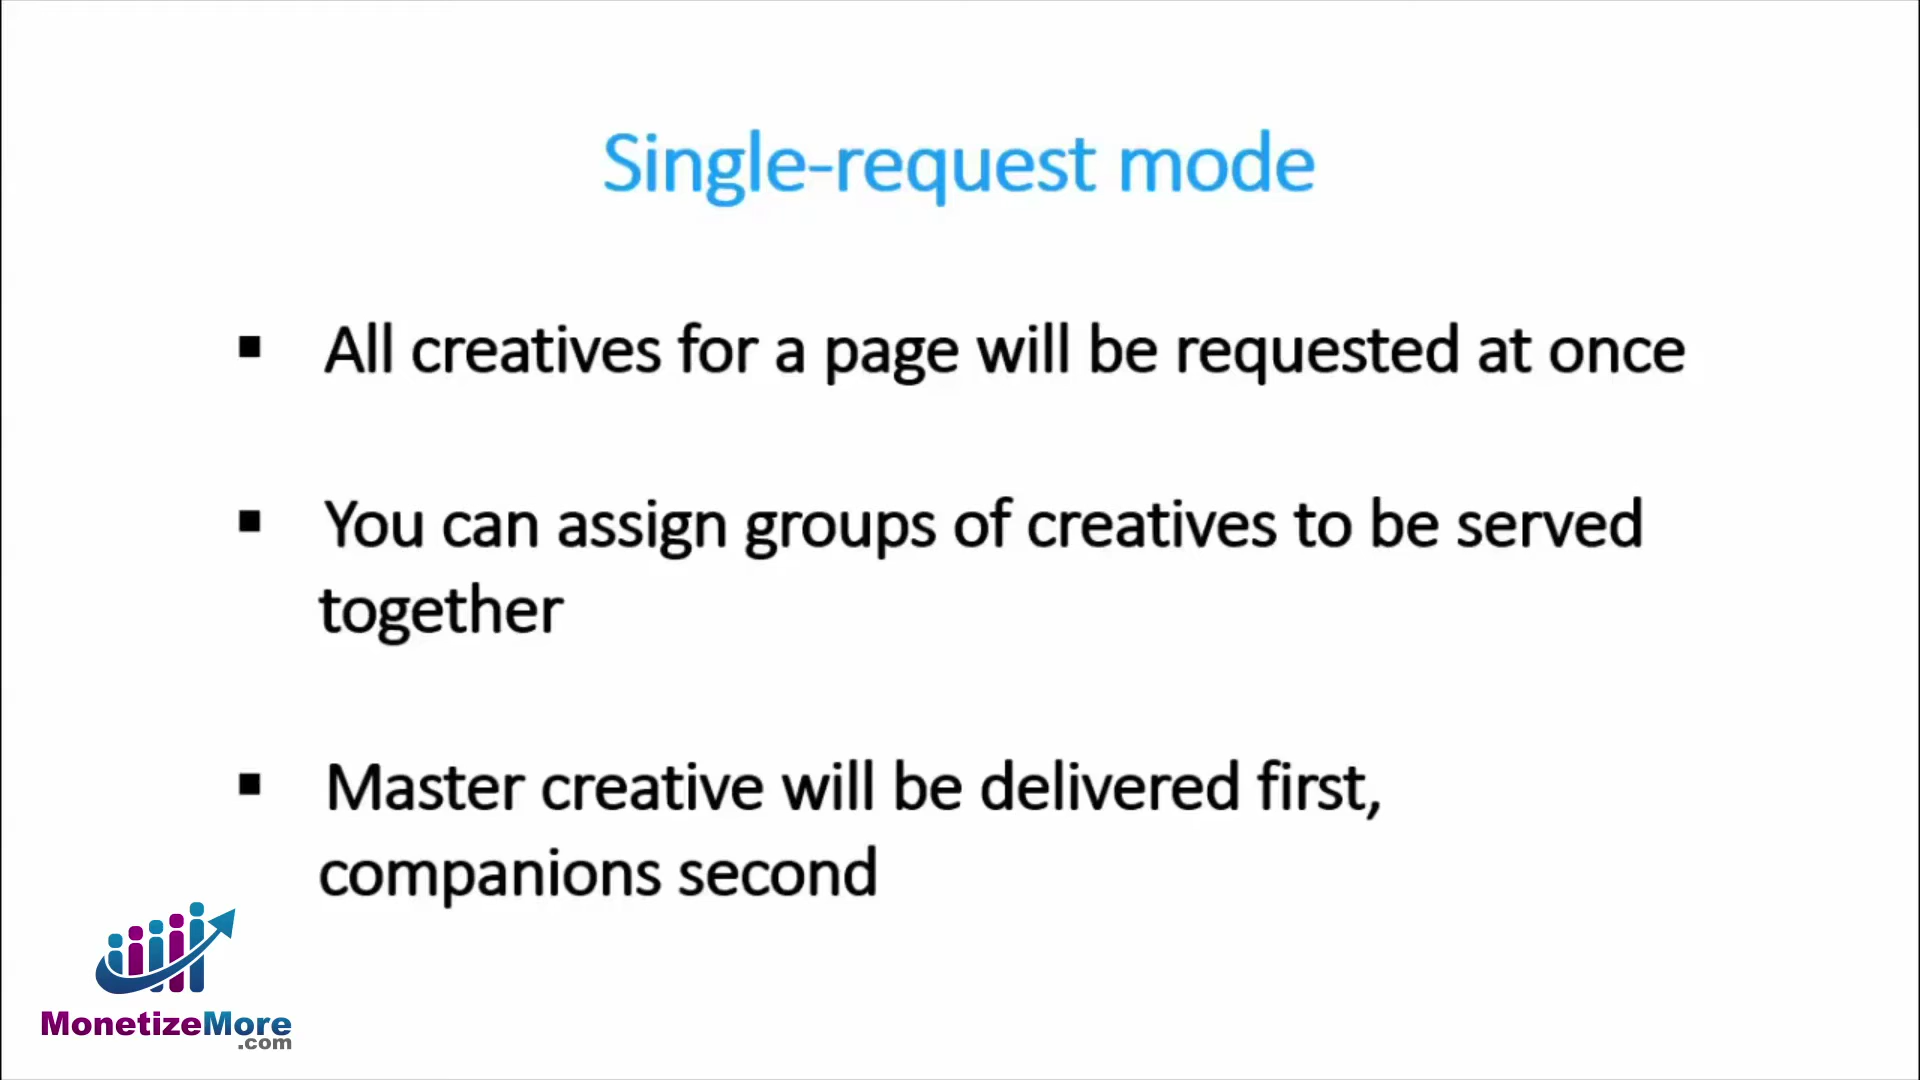 Single-request mode
▪ All creatives for a page will be requested at once
▪ You can assign groups of creatives to be served
together
▪ Master creative will be delivered first,
companions second
MonetizeMore
.com